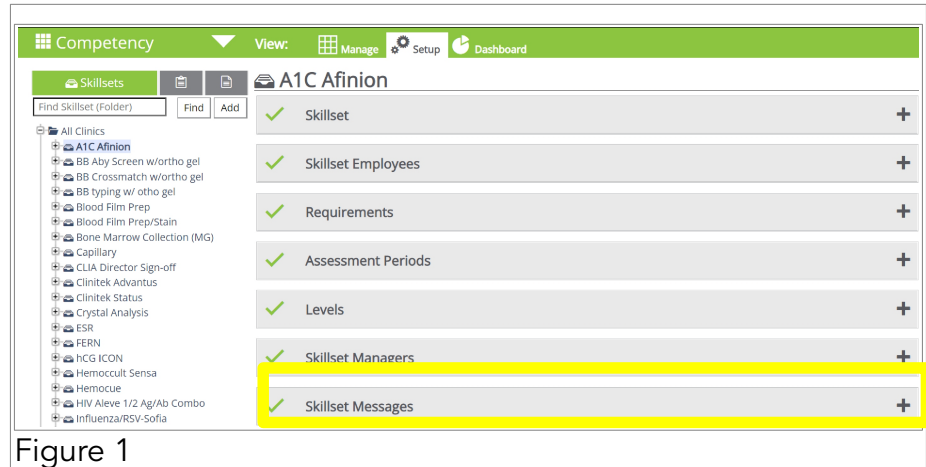 Competency View: Manage Setup Dashboard
Skillsets
A1C Afinion
Find Skillset (Folder) Find Add
Skillset
All Clinics
A1C Afinion
BB Aby Screen w/ortho gel
BB Crossmatch w/ortho gel
BB typing w/ otho gel
Blood Film Prep
Blood Film Prep/Stain
Bone Marrow Collection (MG)
Capillary
CLIA Director Sign-off
Clinitek Advantus
Clinitek Status
Crystal Analysis
ESR
FERN
hCG ICON
Hemoccult Sensa
Hemocue
HIV Aleve 1/2 Ag/Ab Combo
Influenza/RSV-Sofia
Skillset Employees
Requirements
Assessment Periods
Levels
Skillset Managers
Skillset Messages
Figure 1